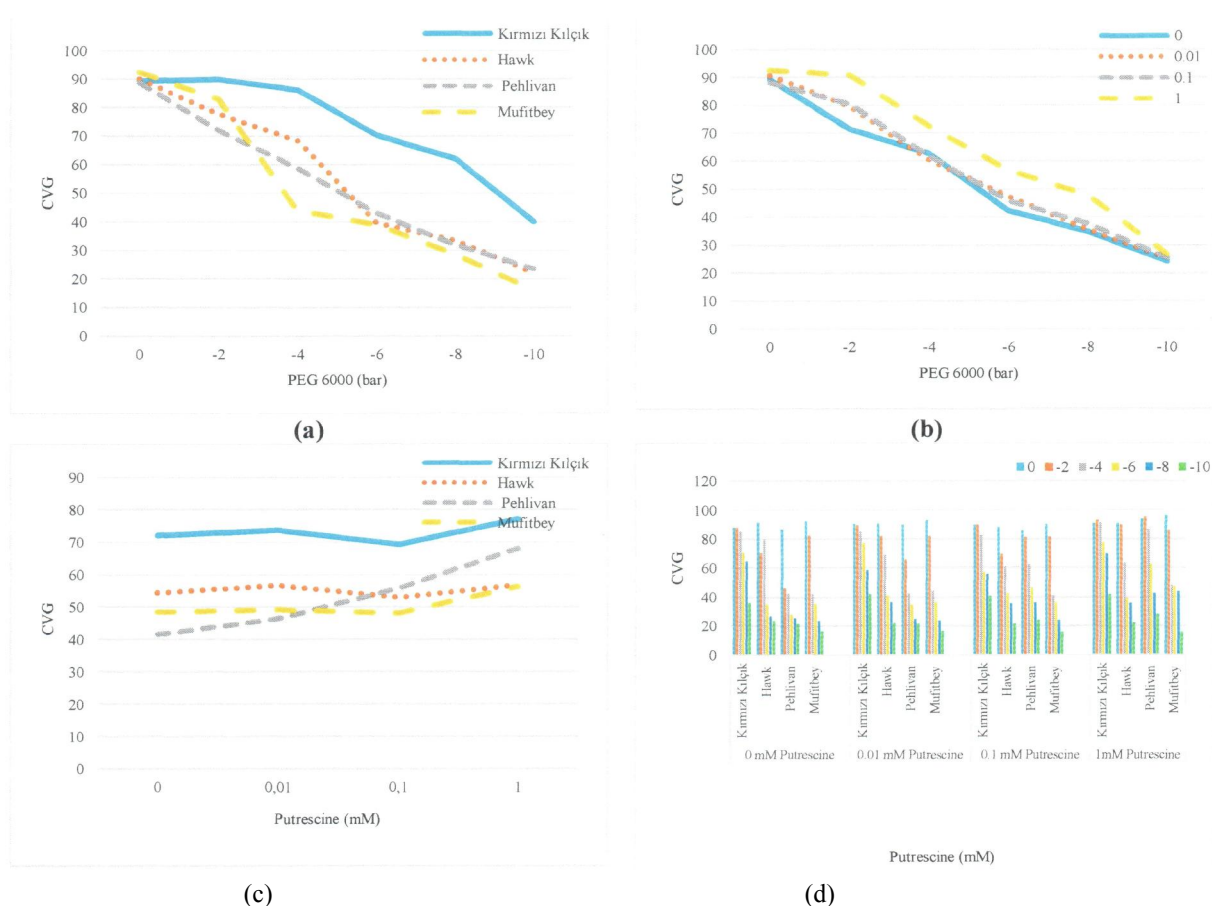 Kırmızı Kılçık
Hawk
Pehlivan
Mufitbey
100
90
80
70
60
50
40
30
20
10
0
CVG
0 -2 -4 -6 -8 -10
PEG 6000 (bar)
(a)
0
0.01
0.1
1
100
90
80
70
60
50
40
30
20
10
0
CVG
0 -2 -4 -6 -8 -10
PEG 6000 (bar)
(b)
Kırmızı Kılçık
Hawk
Pehlivan
Mufitbey
90
80
70
60
50
40
30
20
10
0
CVG
0 0,01 0,1 1
Putrescine (mM)
(c)
0 -2 -4 -6 -8 -10
120
100
80
60
40
20
0
CVG
Kırmızı Kılçık
Hawk
Pehlivan
Mufitbey
Kırmızı Kılçık
Hawk
Pehlivan
Mufitbey
Kırmızı Kılçık
Hawk
Pehlivan
Mufitbey
Kırmızı Kılçık
Hawk
Pehlivan
Mufitbey
0 mM Putrescine 0.01 mM Putrescine 0.1 mM Putrescine 1mM Putrescine
Putrescine (mM)
(d)